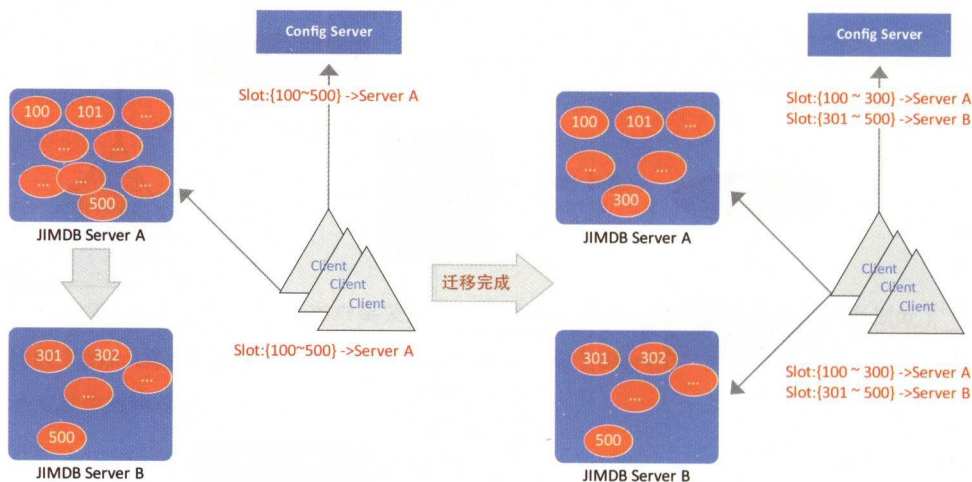 Config Server
Slot:{100~500} ->Server A
100
101
...
...
...
...
...
...
500
JIMDB Server A
Client
Client
Client
Slot:{100~500} ->Server A
301
302
...
...
500
JIMDB Server B
迁移完成
Config Server
Slot:{100 ~ 300} ->Server A
Slot:{301 ~ 500} ->Server B
100
101
...
...
...
300
JIMDB Server A
Client
Client
Client
Slot:{100 ~ 300} ->Server A
Slot:{301 ~ 500} ->Server B
301
302
...
...
500
JIMDB Server B